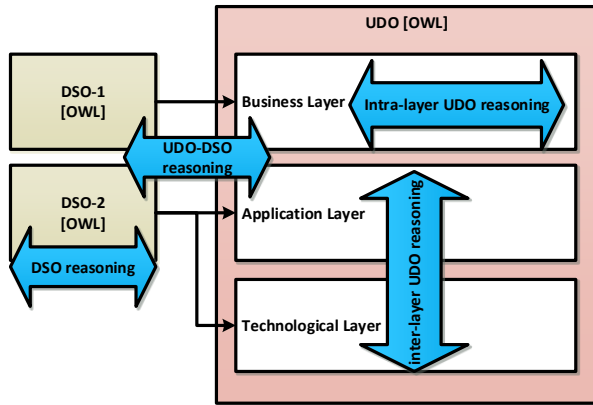 UDO [OWL]
DSO-1
[OWL]
Business Layer
Intra-layer UDO reasoning
UDO-DSO
reasoning
DSO-2
[OWL]
Application Layer
inter-layer UDO reasoning
DSO reasoning
Technological Layer